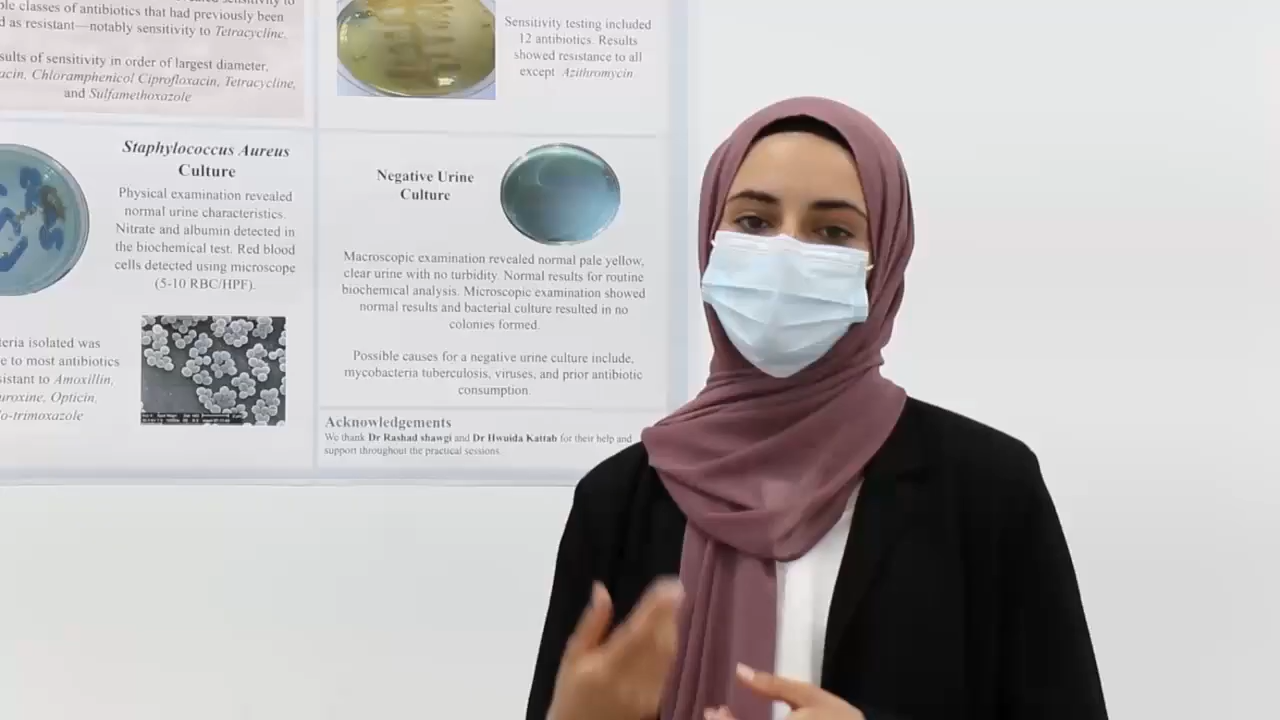 ple classes of antibiotics that had previously been
d as resistant—notably sensitivity to Tetracycline.
sults of sensitivity in order of largest diameter,
acin, Chloramphenicol Ciprofloxacin, Tetracycline,
and Sulfamethoxazole
Sensitivity testing included
12 antibiotics. Results
showed resistance to all
except Azithromycin
Staphylococcus Aureus
Culture
Physical examination revealed
normal urine characteristics.
Nitrate and albumin detected in
the biochemical test. Red blood
cells detected using microscope
(5-10 RBC/HPF).
teria isolated was
e to most antibiotics
sistant to Amoxillin,
uroxine, Opticin,
o-trimoxazole
Negative Urine
Culture
Macroscopic examination revealed normal pale yellow,
clear urine with no turbidity. Normal results for routine
biochemical analysis. Microscopic examination showed
normal results and bacterial culture resulted in no
colonies formed.
Possible causes for a negative urine culture include,
mycobacteria tuberculosis, viruses, and prior antibiotic
consumption.
Acknowledgements
We thank Dr Rashad shawgi and Dr Hwuida Kattab for their help and
support throughout the practical sessions.